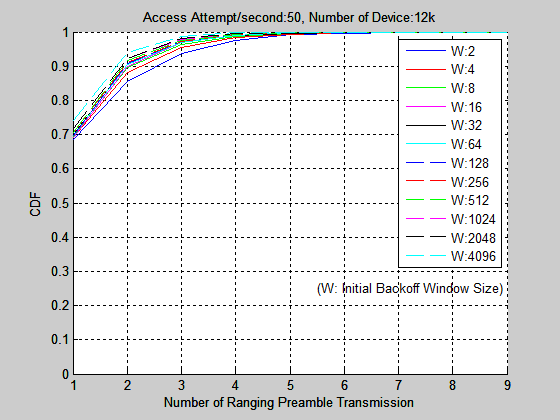 Access Attempt/second:50, Number of Device:12k
1
0.9
0.8
0.7
0.6
0.5
0.4
0.3
0.2
0.1
0
CDF
W:2
W:4
W:8
W:16
W:32
W:64
W:128
W:256
W:512
W:1024
W:2048
W:4096
(W: Initial Backoff Window Size)
1 2 3 4 5 6 7 8 9
Number of Ranging Preamble Transmission